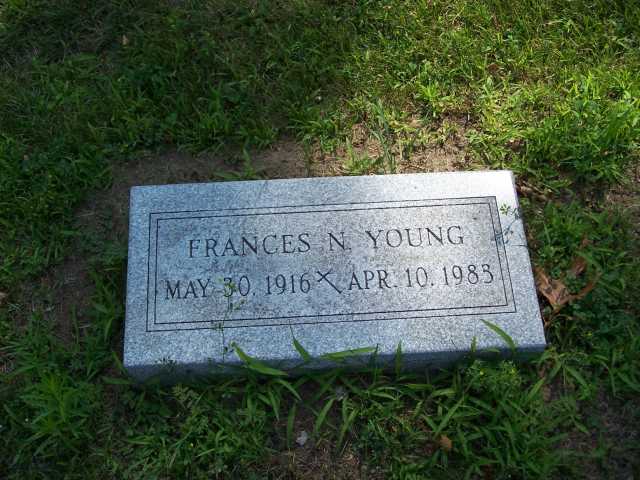 FRANCES N. YOUNG
MAY 30, 1916 APR. 10, 1983